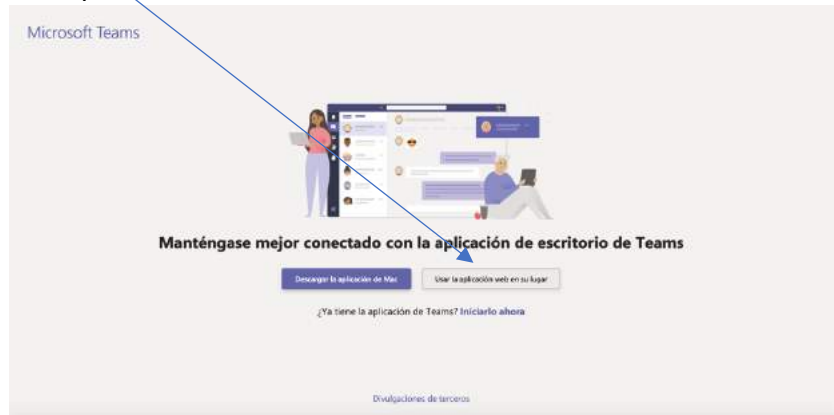 Microsoft Teams
Manténgase mejor conectado con la aplicación de escritorio de Teams
Descargar la aplicación de Mac
Usar la aplicación web en su lugar
¿Ya tiene la aplicación de Teams? Iniciarlo ahora
Divulgaciones de terceros